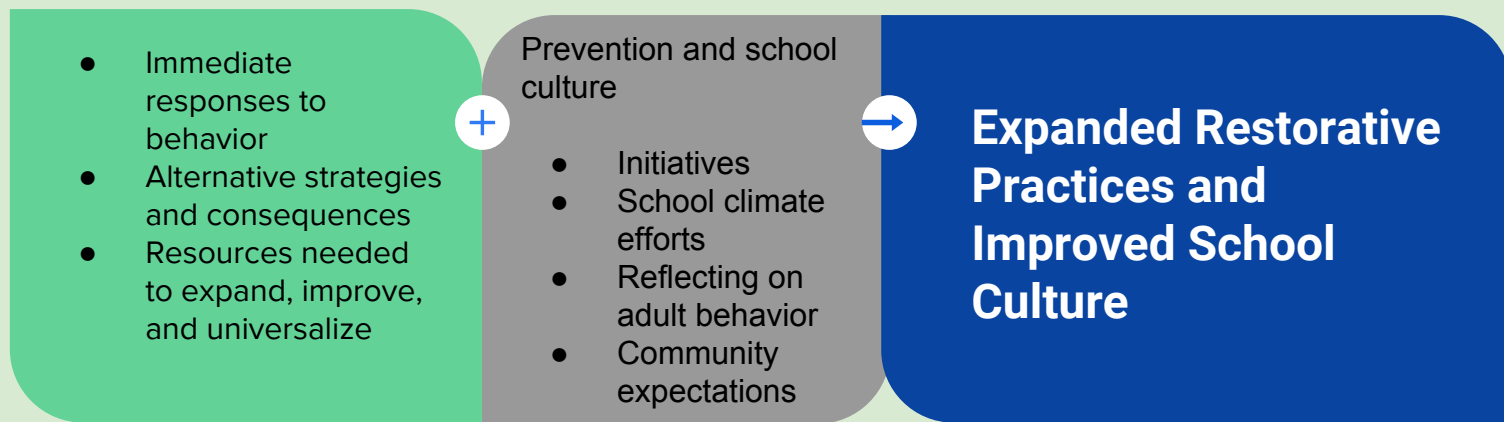 ● Immediate
responses to
behavior
● Alternative strategies
and consequences
● Resources needed
to expand, improve,
and universalize
+
Prevention and school
culture
● Initiatives
● School climate
efforts
● Reflecting on
adult behavior
● Community
expectations
→
Expanded Restorative
Practices and
Improved School
Culture